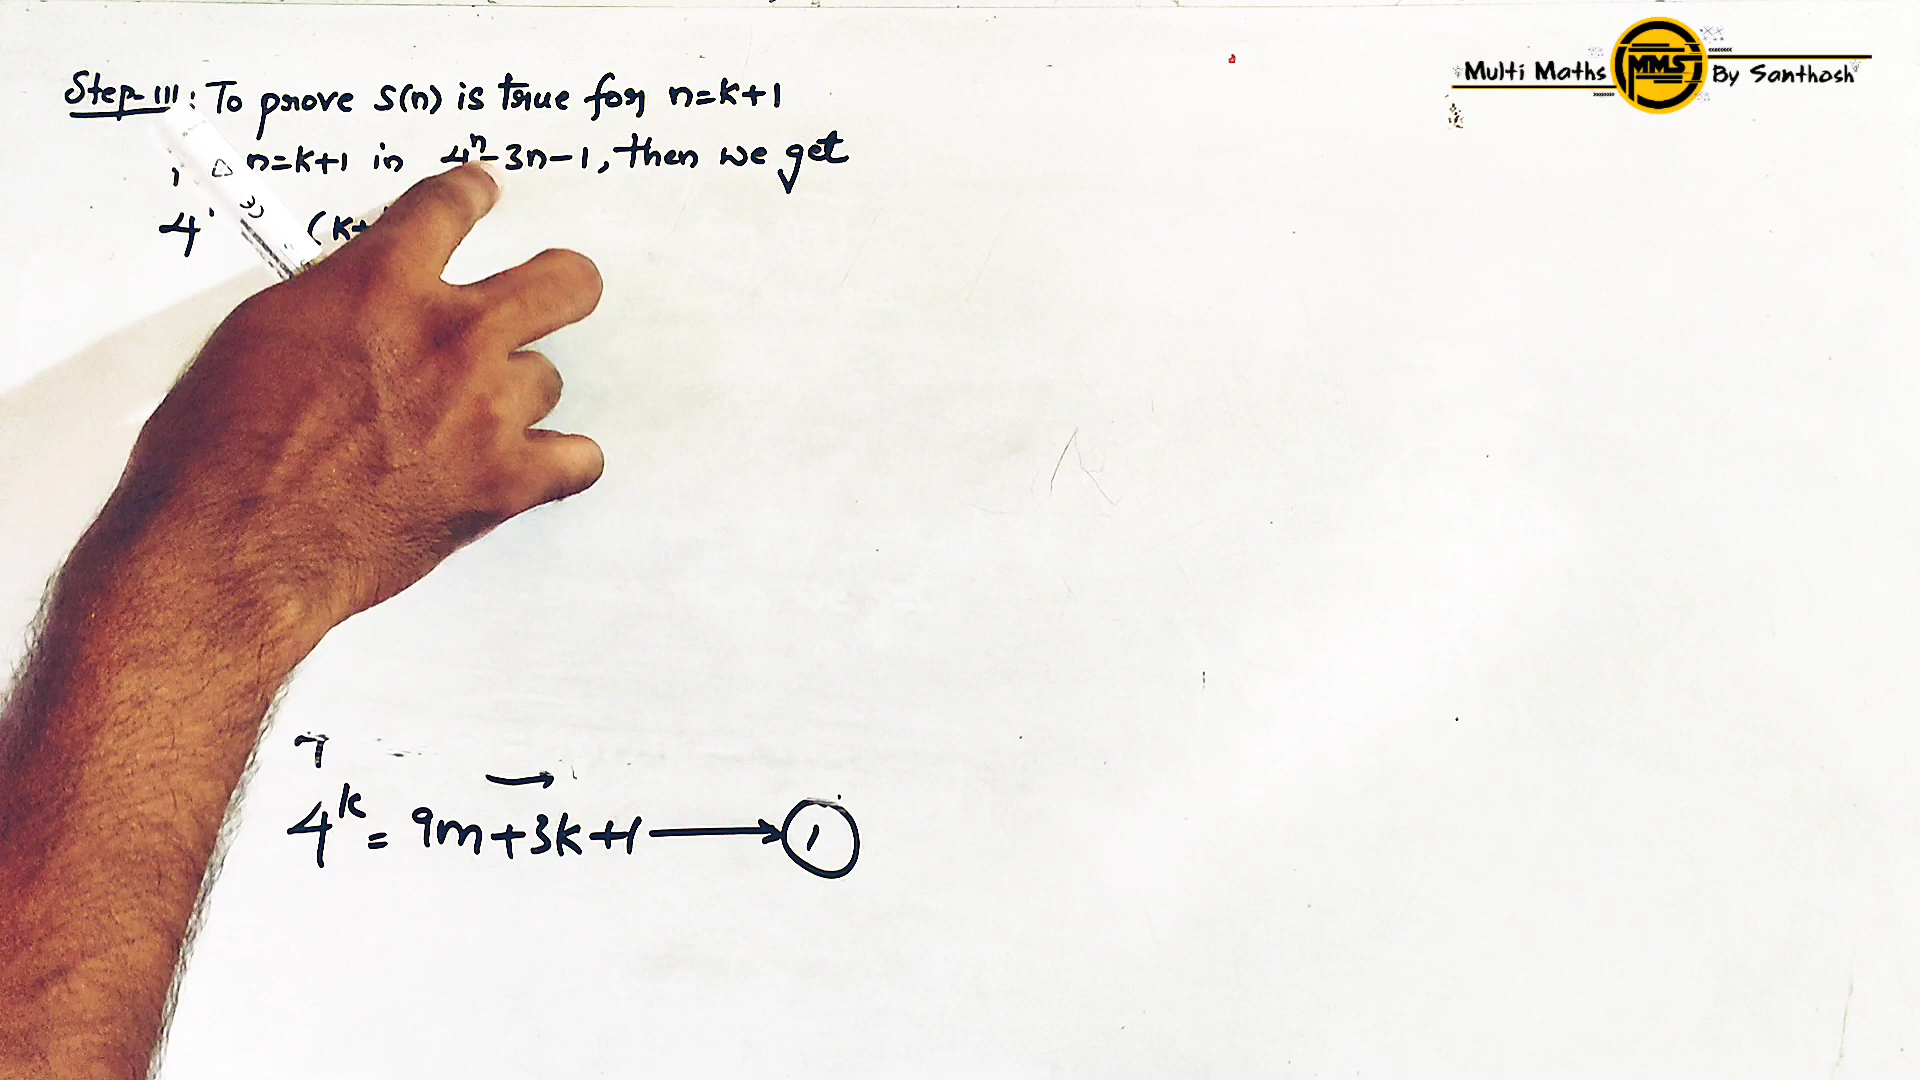 Multi Maths MMS By Santhosh
Step-III: To prove S(n) is true for n=k+1
n=k+1 in 4ⁿ-3n-1, then we get
4 (k+
4ᵏ = 9m+3k+1 ⟶ ①